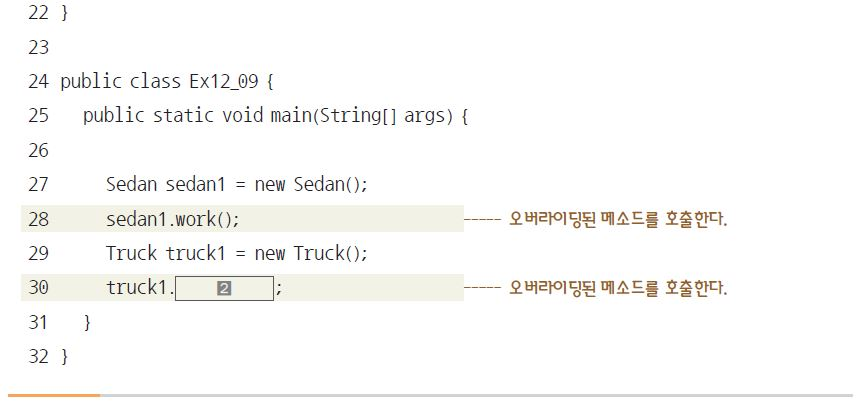 22 }
23
24 public class Ex12_09 {
25 public static void main(String[] args) {
26
27 Sedan sedan1 = new Sedan();
28 sedan1.work(); ----- 오버라이딩된 메소드를 호출한다.
29 Truck truck1 = new Truck();
30 truck1. 2 ; ----- 오버라이딩된 메소드를 호출한다.
31 }
32 }